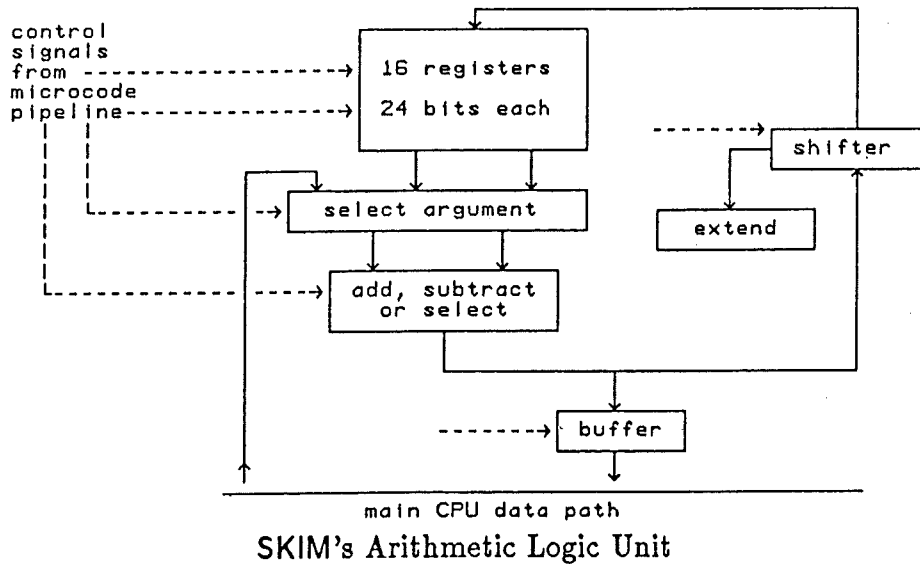 control
signals
from
microcode
pipeline
16 registers
24 bits each
shifter
select argument
extend
add, subtract
or select
buffer
main CPU data path
SKIM's Arithmetic Logic Unit